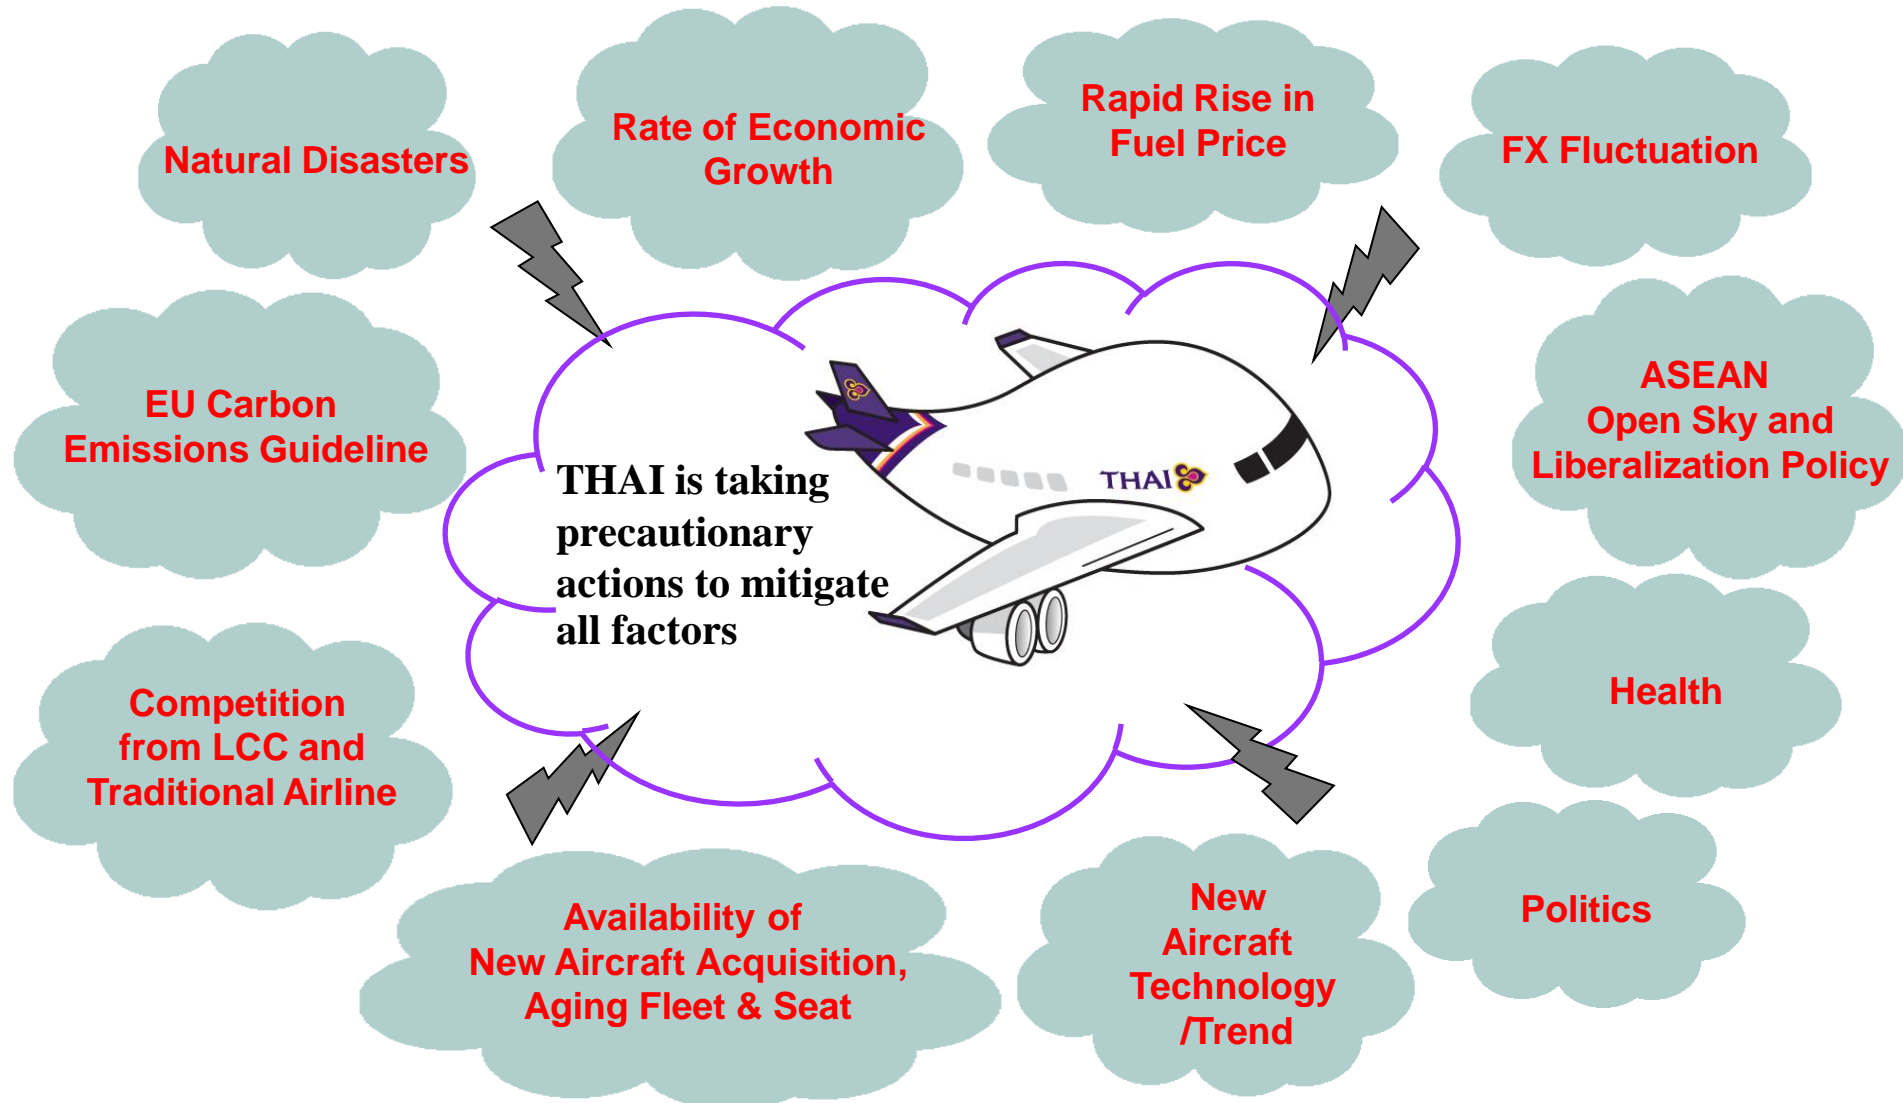 Natural Disasters
Rate of Economic
Growth
Rapid Rise in
Fuel Price
FX Fluctuation
EU Carbon
Emissions Guideline
ASEAN
Open Sky and
Liberalization Policy
THAI is taking
precautionary
actions to mitigate
all factors
THAI
Competition
from LCC and
Traditional Airline
Health
Availability of
New Aircraft Acquisition,
Aging Fleet & Seat
New
Aircraft
Technology
/Trend
Politics